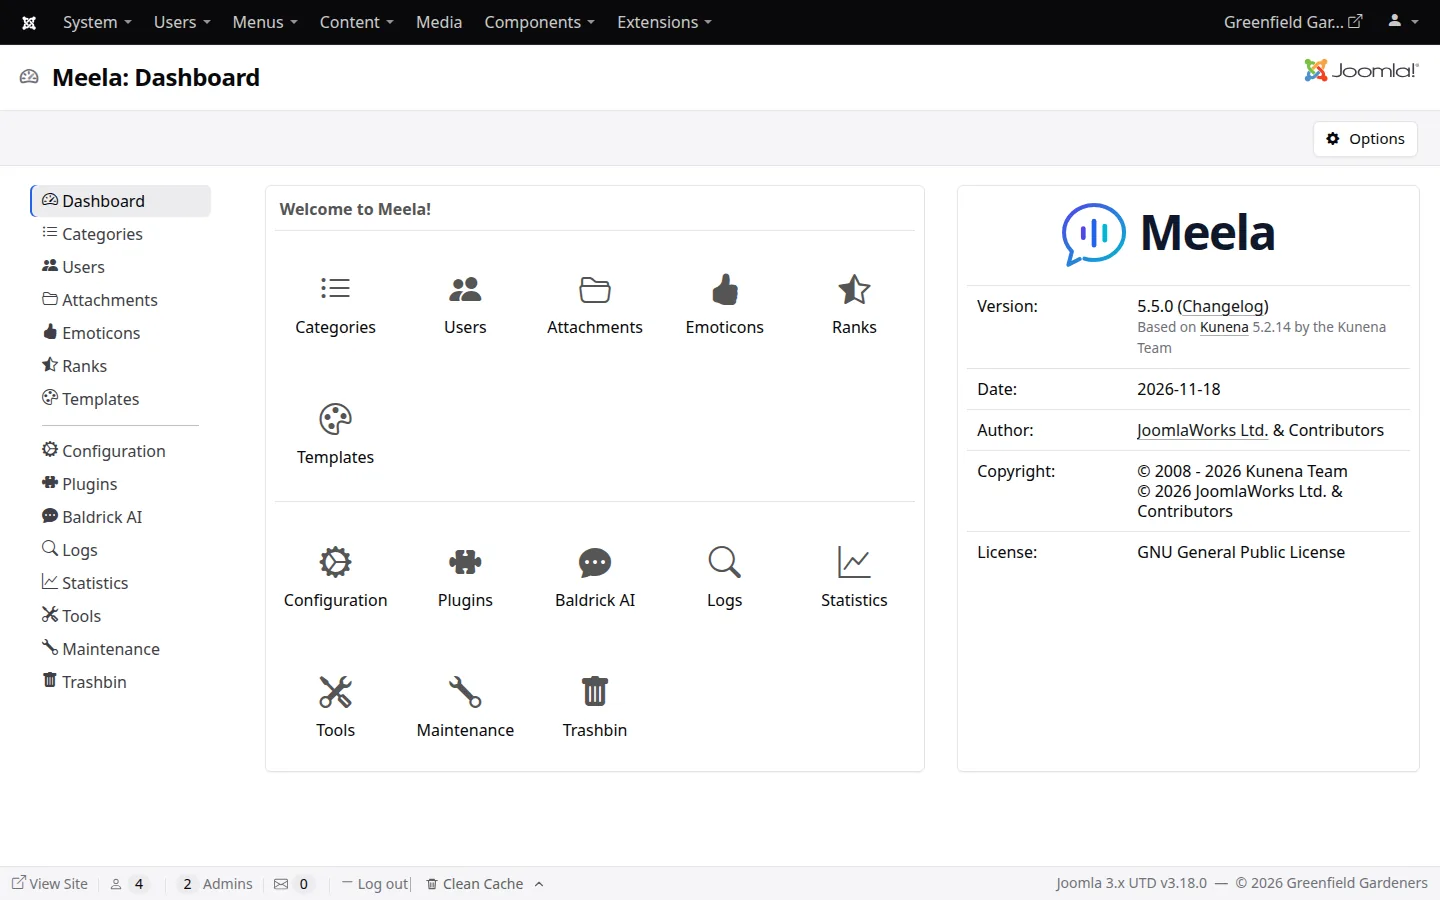 System Users Menus Content Media Components Extensions Greenfield Gar...
Meela: Dashboard
Joomla!®
Options
Dashboard
Categories
Users
Attachments
Emoticons
Ranks
Templates
Configuration
Plugins
Baldrick AI
Logs
Statistics
Tools
Maintenance
Trashbin
Welcome to Meela!
Categories Users Attachments Emoticons Ranks
Templates
Configuration Plugins Baldrick AI Logs Statistics
Tools Maintenance Trashbin
Meela
Version: 5.5.0 (Changelog)
Based on Kunena 5.2.14 by the Kunena
Team
Date: 2026-11-18
Author: JoomlaWorks Ltd. & Contributors
Copyright: © 2008 - 2026 Kunena Team
© 2026 JoomlaWorks Ltd. &
Contributors
License: GNU General Public License
View Site 4 2 Admins 0 Log out Clean Cache Joomla 3.x UTD v3.18.0 — © 2026 Greenfield Gardeners